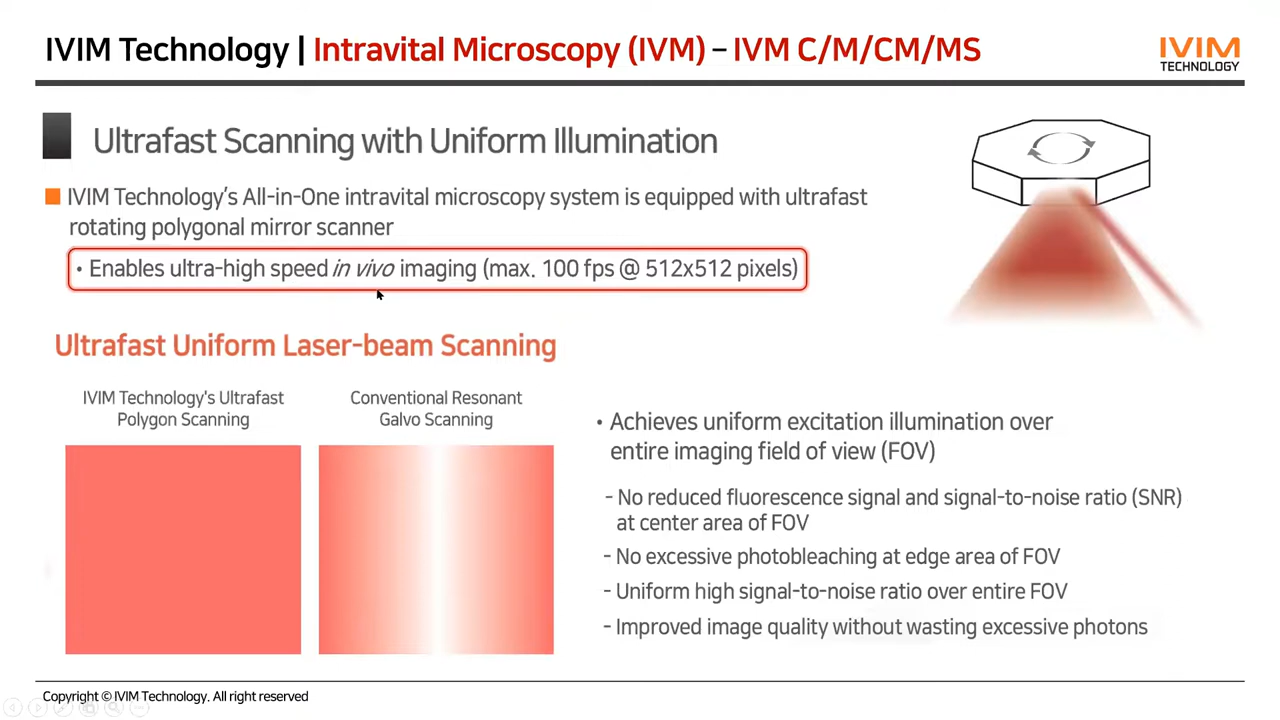 IVIM Technology | Intravital Microscopy (IVM) – IVM C/M/CM/MS
IVIM
TECHNOLOGY
Ultrafast Scanning with Uniform Illumination
IVIM Technology's All-in-One intravital microscopy system is equipped with ultrafast
rotating polygonal mirror scanner
• Enables ultra-high speed in vivo imaging (max. 100 fps @ 512x512 pixels)
Ultrafast Uniform Laser-beam Scanning
IVIM Technology's Ultrafast
Polygon Scanning
Conventional Resonant
Galvo Scanning
• Achieves uniform excitation illumination over
entire imaging field of view (FOV)
- No reduced fluorescence signal and signal-to-noise ratio (SNR)
at center area of FOV
- No excessive photobleaching at edge area of FOV
- Uniform high signal-to-noise ratio over entire FOV
- Improved image quality without wasting excessive photons
Copyright © IVIM Technology. All right reserved